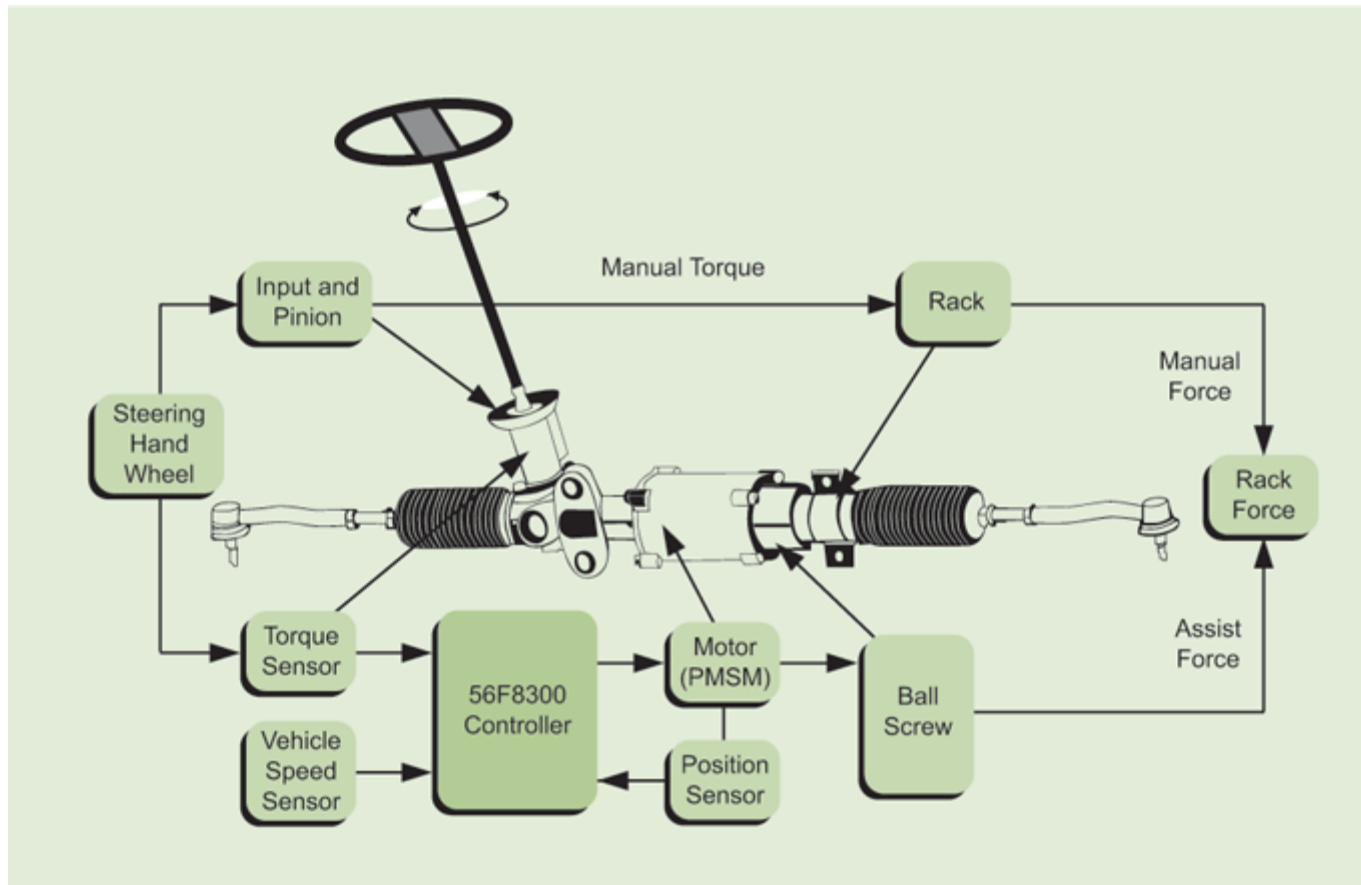 Manual Torque
Input and
Pinion
Rack
Manual
Force
Steering
Hand
Wheel
Rack
Force
Torque
Sensor
56F8300
Controller
Motor
(PMSM)
Ball
Screw
Assist
Force
Vehicle
Speed
Sensor
Position
Sensor